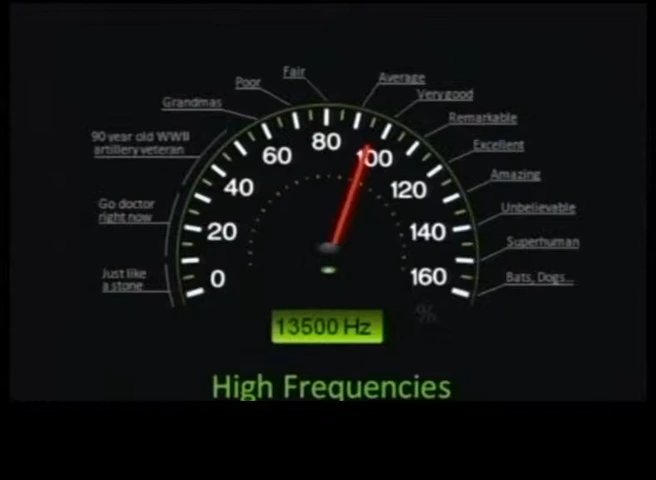 Fair
Average
Poor
Very good
Grandmas
Remarkable
90 year old WWII
artillery veteran
Excellent
Amazing
Go doctor
right now
Unbelievable
Superhuman
Just like
a stone
Bats, Dogs...
0
20
40
60
80
100
120
140
160
%
13500 Hz
High Frequencies